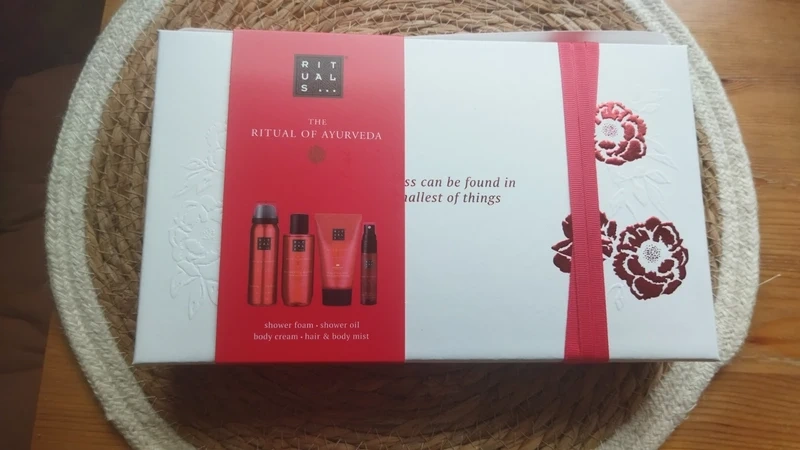 RIT
UAL
S...
THE
RITUAL OF AYURVEDA
ss can be found in
mallest of things
shower foam • shower oil
body cream • hair & body mist